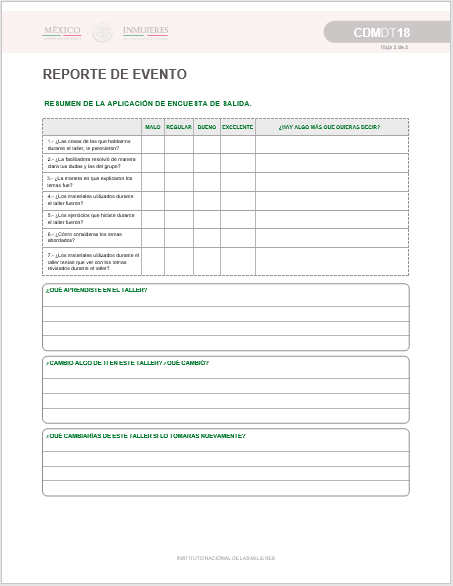 MÉXICO
INMUJERES
CDMDT18
Hoja 2 de 2
REPORTE DE EVENTO
RESUMEN DE LA APLICACIÓN DE ENCUESTA DE SALIDA.
MALO REGULAR BUENO EXCELENTE ¿HAY ALGO MÁS QUE QUIERAS DECIR?
1.- ¿Las cosas de las que hablamos
durante el taller, te parecieron?
2.- ¿La facilitadora resolvió de manera
clara tus dudas y las del grupo?
3.- ¿La manera en que explicaron los
temas fue?
4.- ¿Los materiales utilizados durante
el taller fueron?
5.- ¿Los ejercicios que hiciste durante
el taller fueron?
6.- ¿Cómo consideras los temas
abordados?
7.- ¿Los materiales utilizados durante el
taller tenían que ver con los temas
revisados durante el taller?
¿QUÉ APRENDISTE EN EL TALLER?
¿CAMBIO ALGO DE TI EN ESTE TALLER? ¿QUÉ CAMBIÓ?
¿QUÉ CAMBIARÍAS DE ESTE TALLER SI LO TOMARAS NUEVAMENTE?
INSTITUTO NACIONAL DE LAS MUJERES